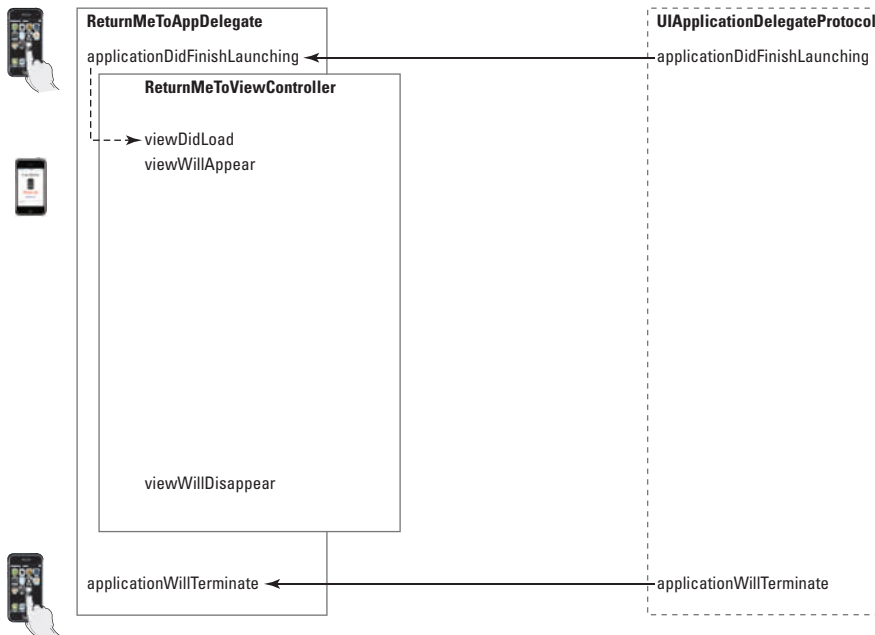 ReturnMeToAppDelegate
UIApplicationDelegateProtocol
applicationDidFinishLaunching
applicationDidFinishLaunching
ReturnMeToViewController
viewDidLoad
viewWillAppear
viewWillDisappear
applicationWillTerminate
applicationWillTerminate